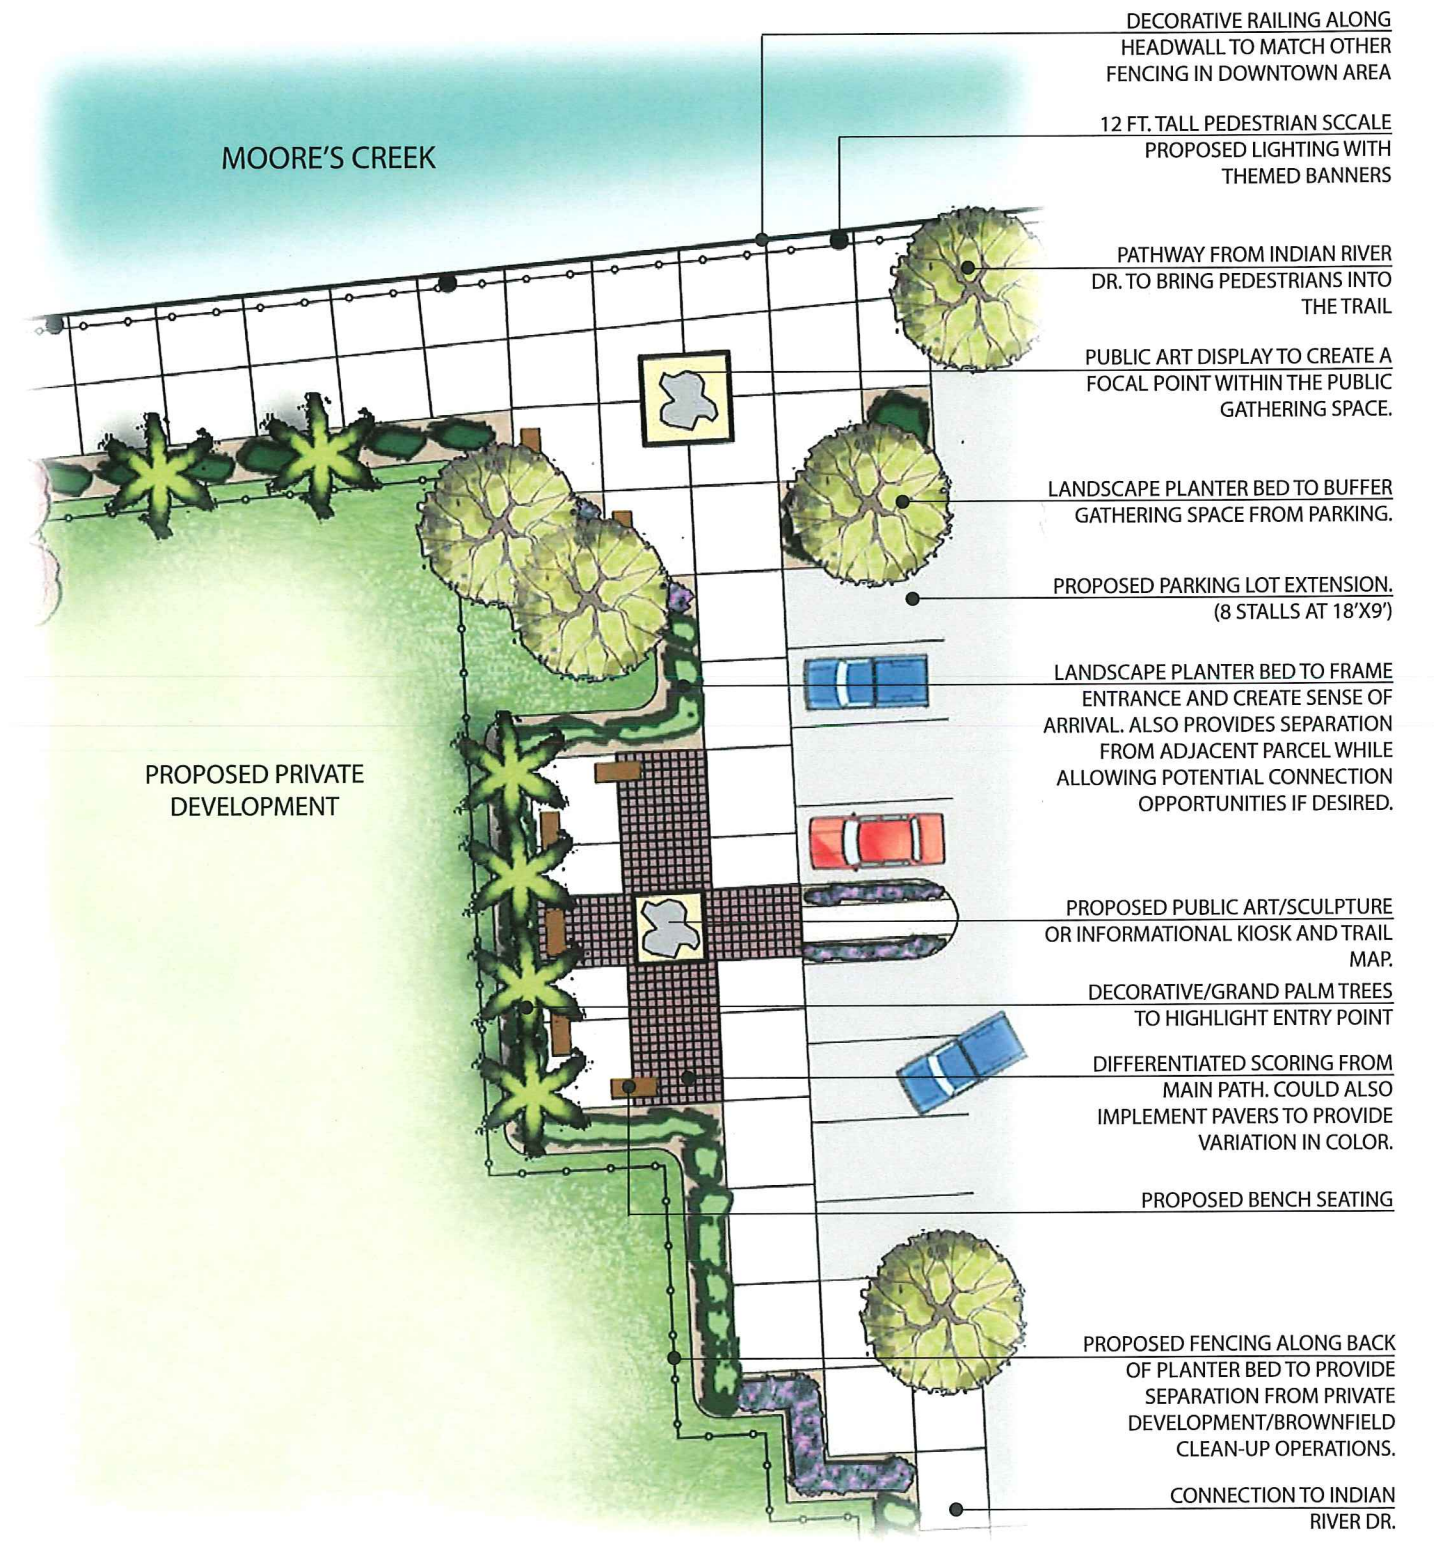 DECORATIVE RAILING ALONG
HEADWALL TO MATCH OTHER
FENCING IN DOWNTOWN AREA
12 FT. TALL PEDESTRIAN SCCALE
PROPOSED LIGHTING WITH
THEMED BANNERS
MOORE'S CREEK
PATHWAY FROM INDIAN RIVER
DR. TO BRING PEDESTRIANS INTO
THE TRAIL
PUBLIC ART DISPLAY TO CREATE A
FOCAL POINT WITHIN THE PUBLIC
GATHERING SPACE.
LANDSCAPE PLANTER BED TO BUFFER
GATHERING SPACE FROM PARKING.
PROPOSED PARKING LOT EXTENSION.
(8 STALLS AT 18'X9')
LANDSCAPE PLANTER BED TO FRAME
ENTRANCE AND CREATE SENSE OF
ARRIVAL. ALSO PROVIDES SEPARATION
FROM ADJACENT PARCEL WHILE
ALLOWING POTENTIAL CONNECTION
OPPORTUNITIES IF DESIRED.
PROPOSED PRIVATE
DEVELOPMENT
PROPOSED PUBLIC ART/SCULPTURE
OR INFORMATIONAL KIOSK AND TRAIL
MAP.
DECORATIVE/GRAND PALM TREES
TO HIGHLIGHT ENTRY POINT
DIFFERENTIATED SCORING FROM
MAIN PATH. COULD ALSO
IMPLEMENT PAVERS TO PROVIDE
VARIATION IN COLOR.
PROPOSED BENCH SEATING
PROPOSED FENCING ALONG BACK
OF PLANTER BED TO PROVIDE
SEPARATION FROM PRIVATE
DEVELOPMENT/BROWNFIELD
CLEAN-UP OPERATIONS.
CONNECTION TO INDIAN
RIVER DR.